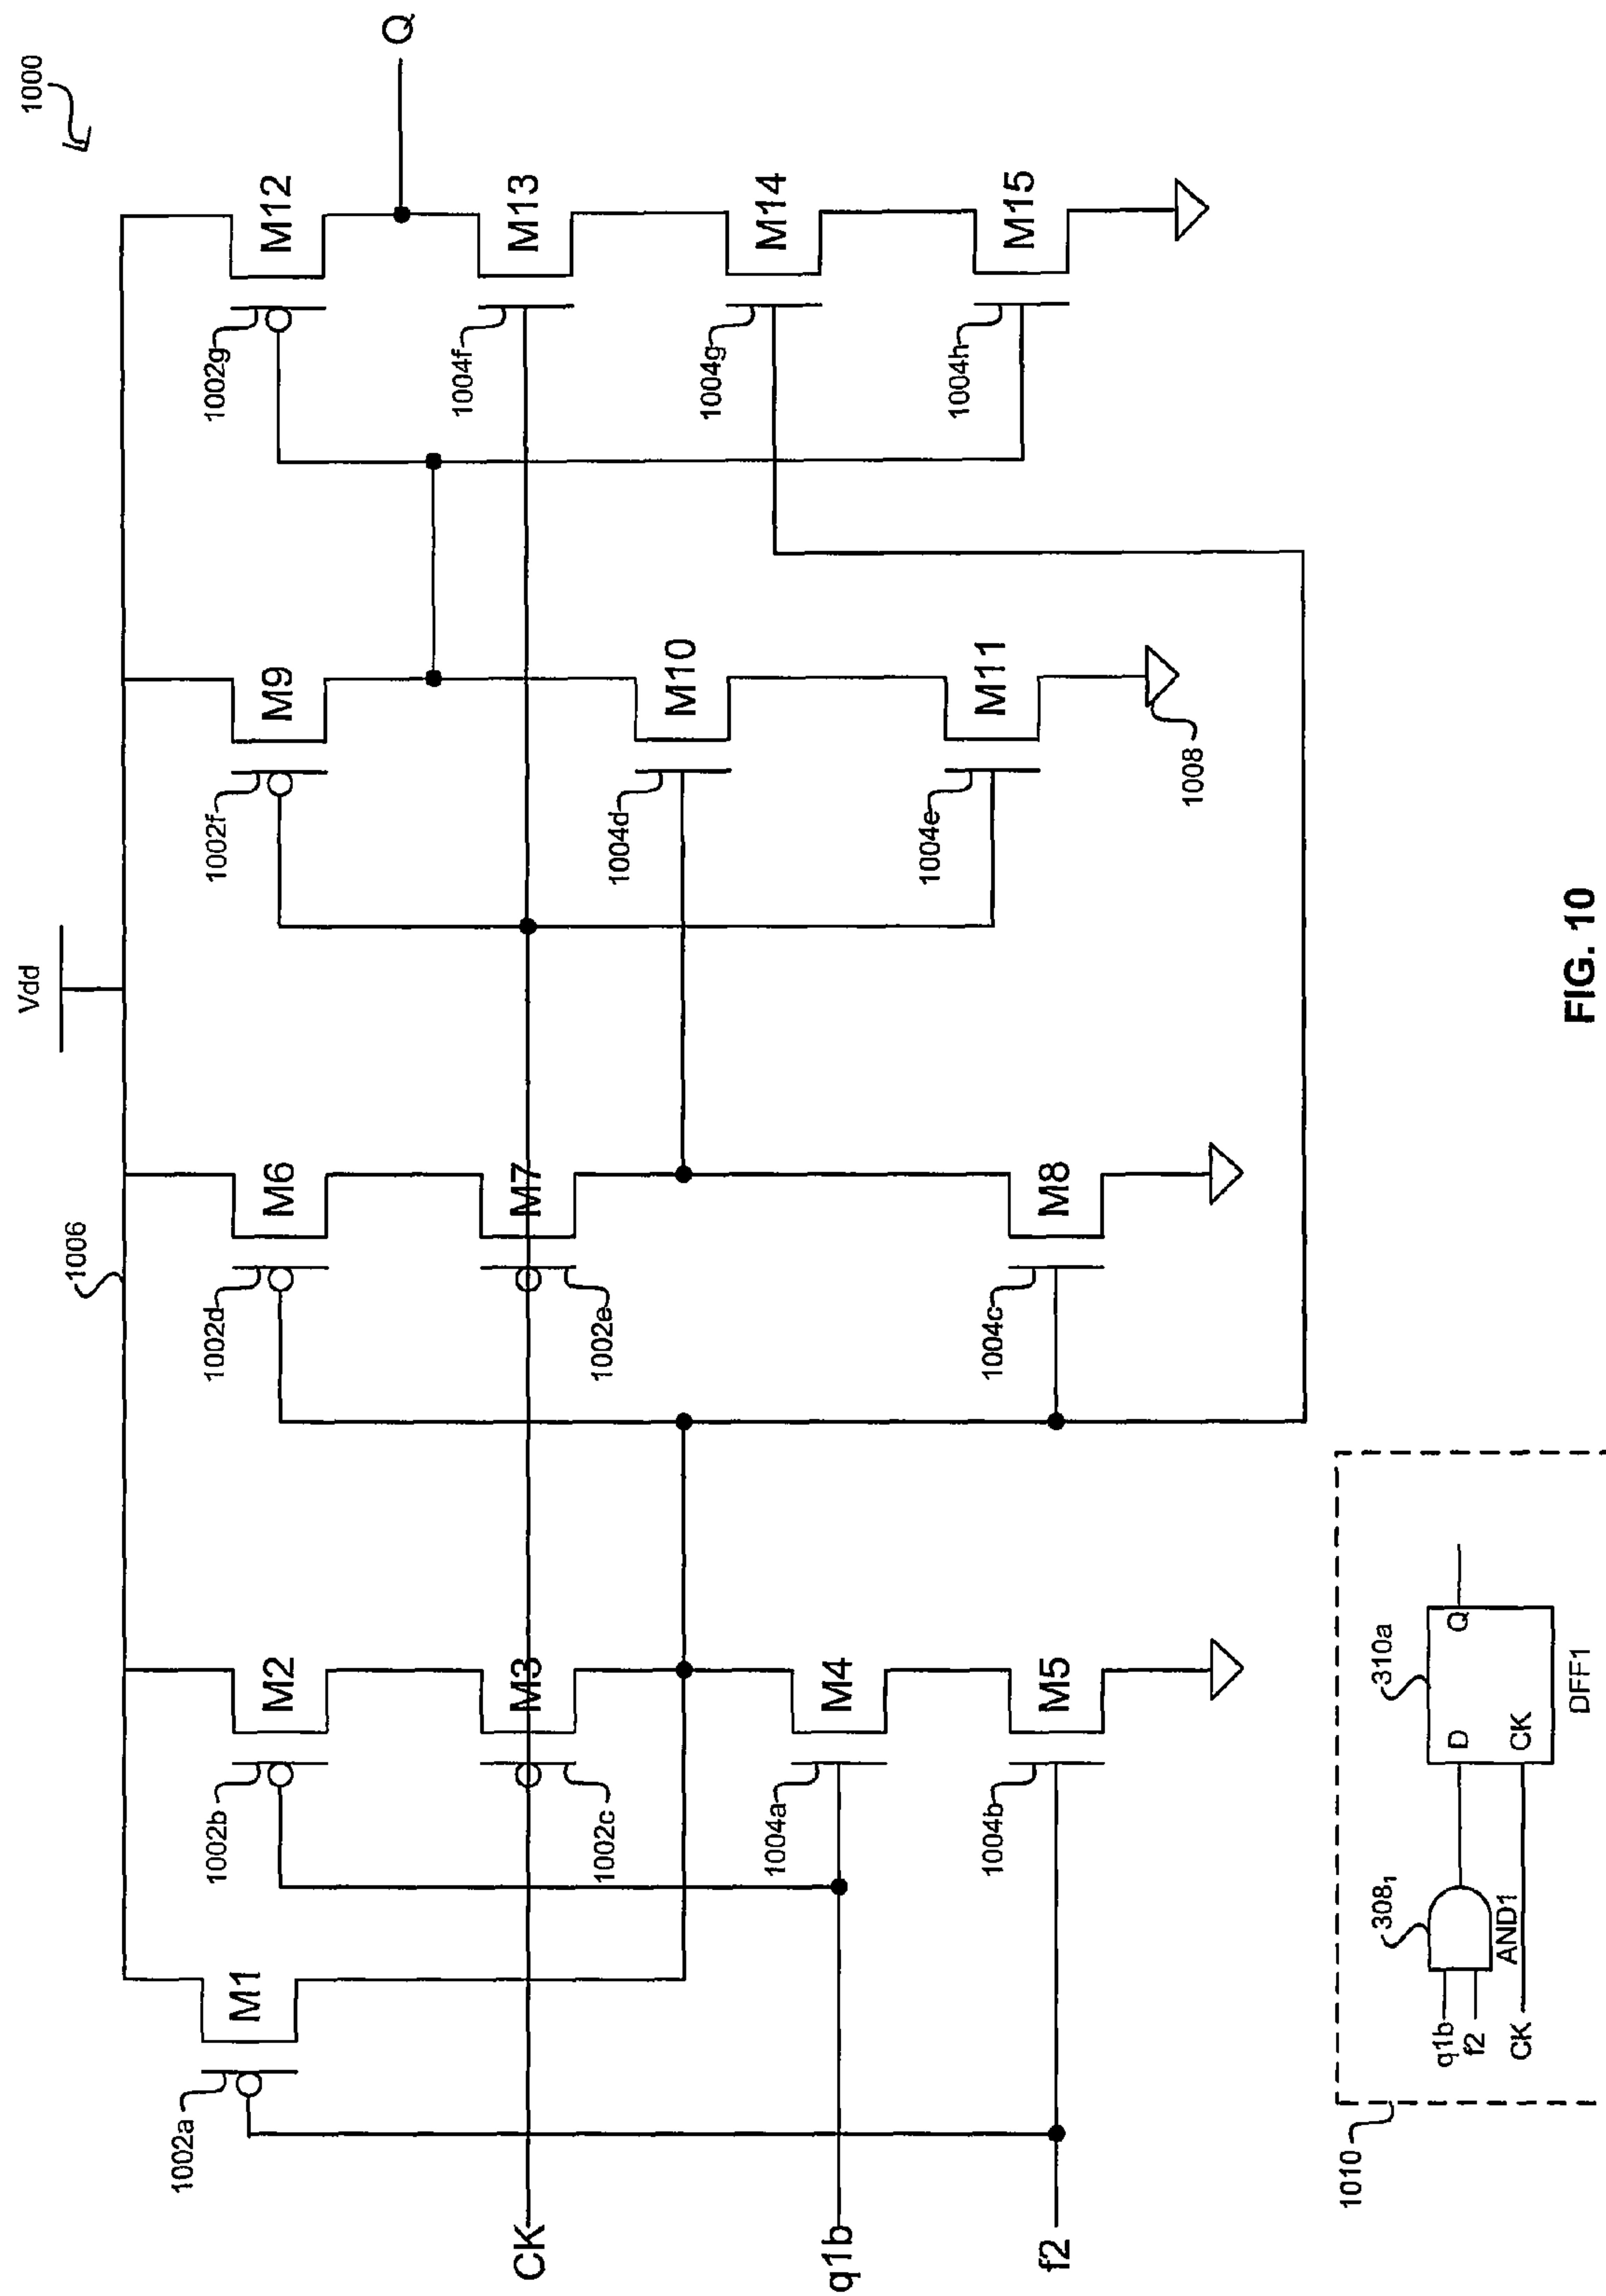 1000
Vdd
1006
1002a
M1
1002b
M2
1002d
M6
1002f
M9
1002g
M12
Q
CK
1002c
M3
1002e
M7
1004f
M13
q1b
1004a
M4
1004d
M10
1004g
M14
f2
1004b
M5
1004c
M8
1004e
M11
1004h
M15
1008
1010
q1b
f2
308₁
AND1
CK
310a
D
Q
CK
DFF1
FIG. 10